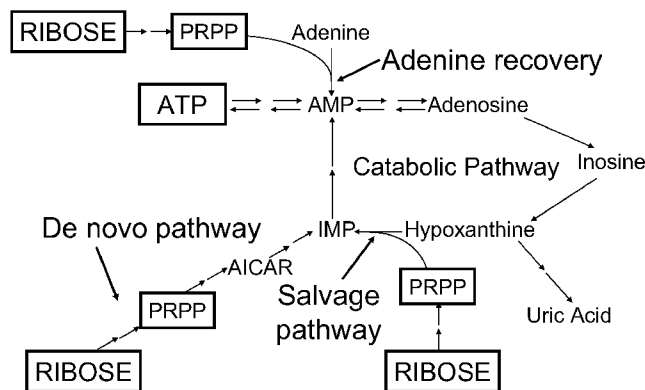 RIBOSE
PRPP
Adenine
Adenine recovery
ATP
AMP
Adenosine
Catabolic Pathway
Inosine
De novo pathway
IMP
Hypoxanthine
AICAR
Salvage
pathway
PRPP
PRPP
Uric Acid
RIBOSE
RIBOSE